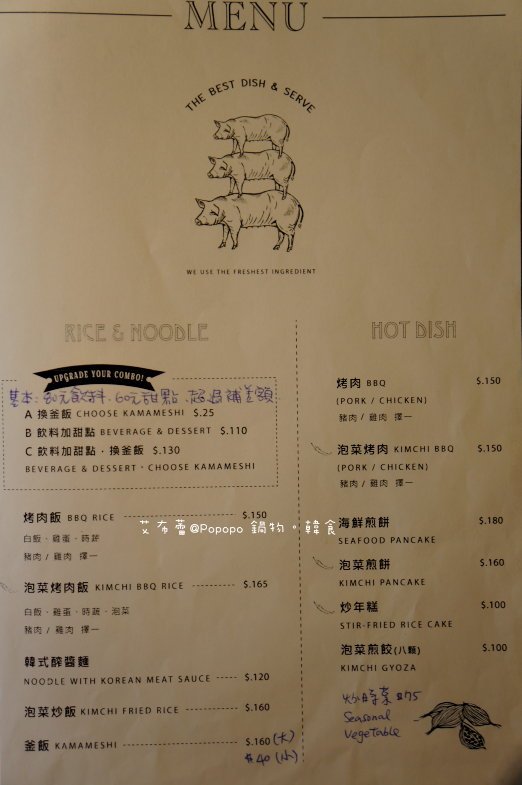 MENU
THE BEST DISH & SERVE
WE USE THE FRESHEST INGREDIENT
RICE & NOODLE
UPGRADE YOUR COMBO!
基本:80元飲料.60元甜點.超過補差額
A 換釜飯 CHOOSE KAMAMESHI $.25
B 飲料加甜點 BEVERAGE & DESSERT $.110
C 飲料加甜點・換釜飯 $.130
BEVERAGE & DESSERT・CHOOSE KAMAMESHI
烤肉飯 BBQ RICE $.150
白飯・雞蛋・時蔬
豬肉 / 雞肉 擇一
泡菜烤肉飯 KIMCHI BBQ RICE $.165
白飯・雞蛋・時蔬・泡菜
豬肉 / 雞肉 擇一
韓式醡醬麵
NOODLE WITH KOREAN MEAT SAUCE $.120
泡菜炒飯 KIMCHI FRIED RICE $.160
釜飯 KAMAMESHI $.160 (大)
$40 (小)
HOT DISH
烤肉 BBQ $.150
(PORK / CHICKEN)
豬肉 / 雞肉 擇一
泡菜烤肉 KIMCHI BBQ $.150
(PORK / CHICKEN)
豬肉 / 雞肉 擇一
海鮮煎餅 $.180
SEAFOOD PANCAKE
泡菜煎餅 $.160
KIMCHI PANCAKE
炒年糕 $.100
STIR-FRIED RICE CAKE
泡菜煎餃(八顆) $.100
KIMCHI GYOZA
炒時菜 $75
Seasonal
Vegetable
艾布蕾@Popopo 鍋物。韓食